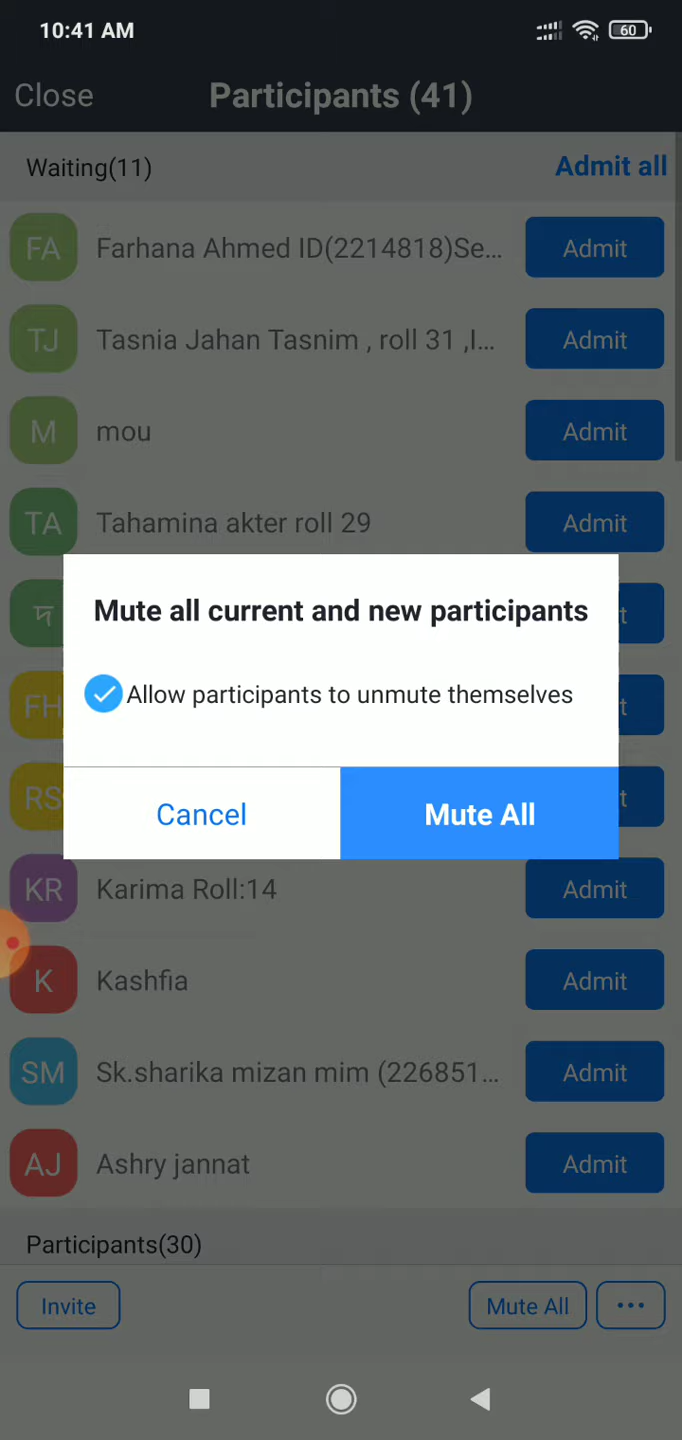 10:41 AM
60
Close
Participants (41)
Waiting(11)
Admit all
FA
Farhana Ahmed ID(2214818)Se...
Admit
TJ
Tasnia Jahan Tasnim , roll 31 ,I...
Admit
M
mou
Admit
TA
Tahamina akter roll 29
Admit
দ
t
Mute all current and new participants
FH
Allow participants to unmute themselves
t
RS
t
Cancel
Mute All
KR
Karima Roll:14
Admit
K
Kashfia
Admit
SM
Sk.sharika mizan mim (226851...
Admit
AJ
Ashry jannat
Admit
Participants(30)
Invite
Mute All
...